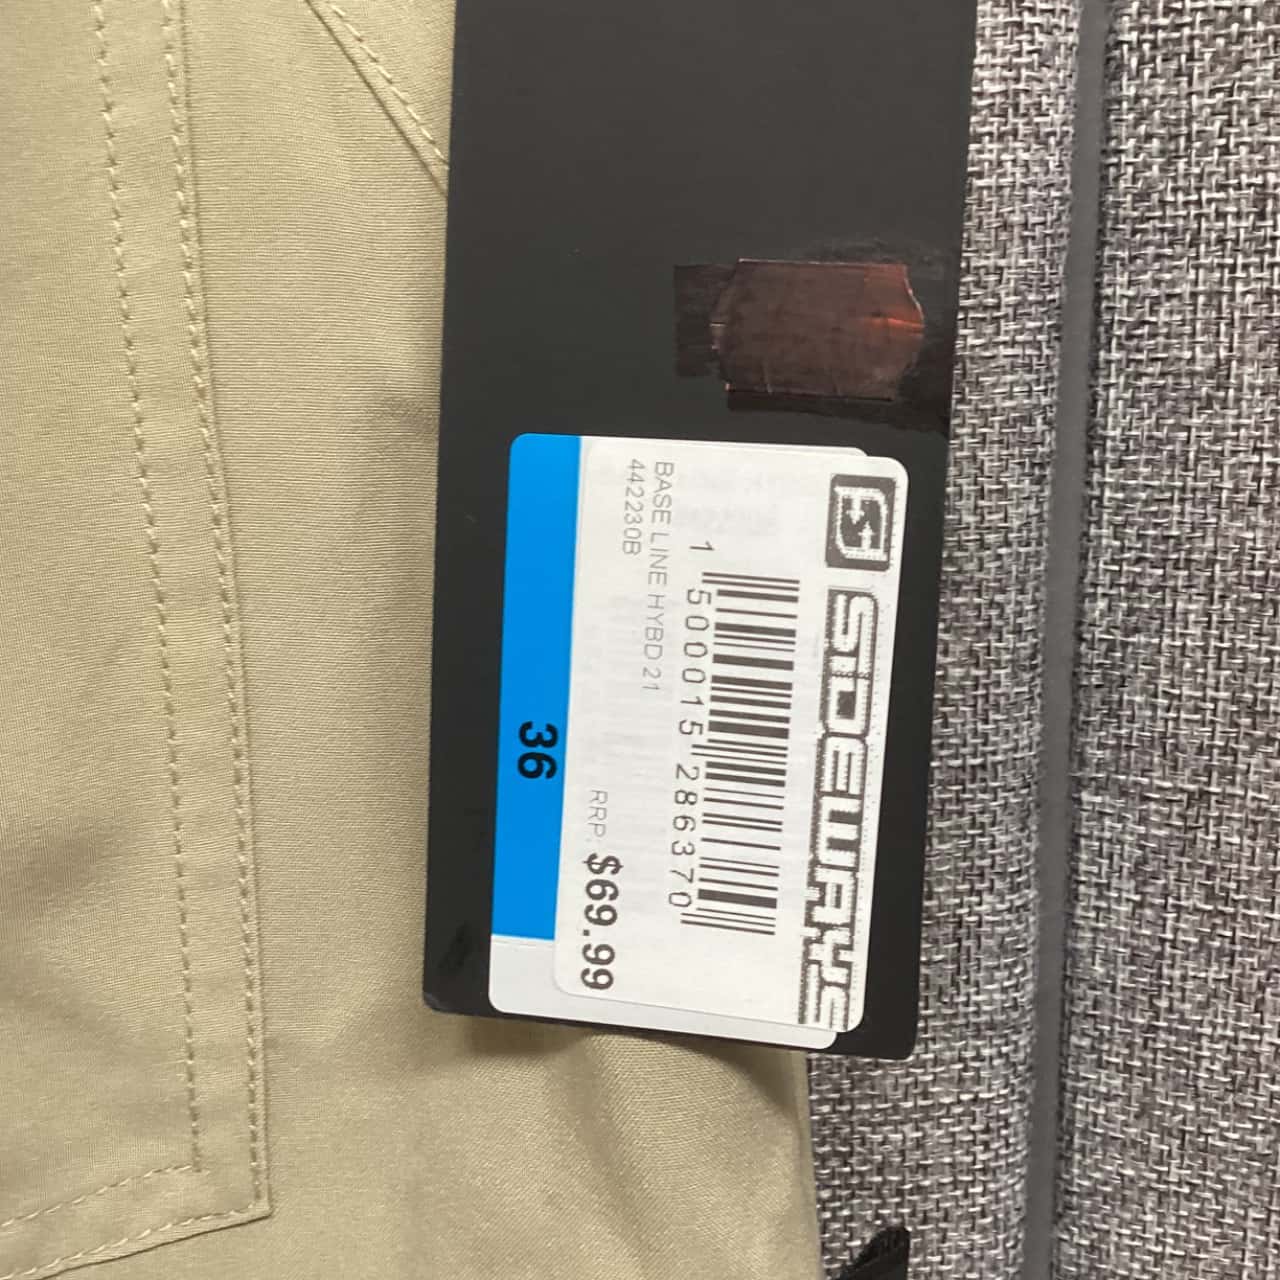 SIDEWAYS
1 500015 286370
BASE LINE HYBD 21
442230B
RRP: $69.99
36